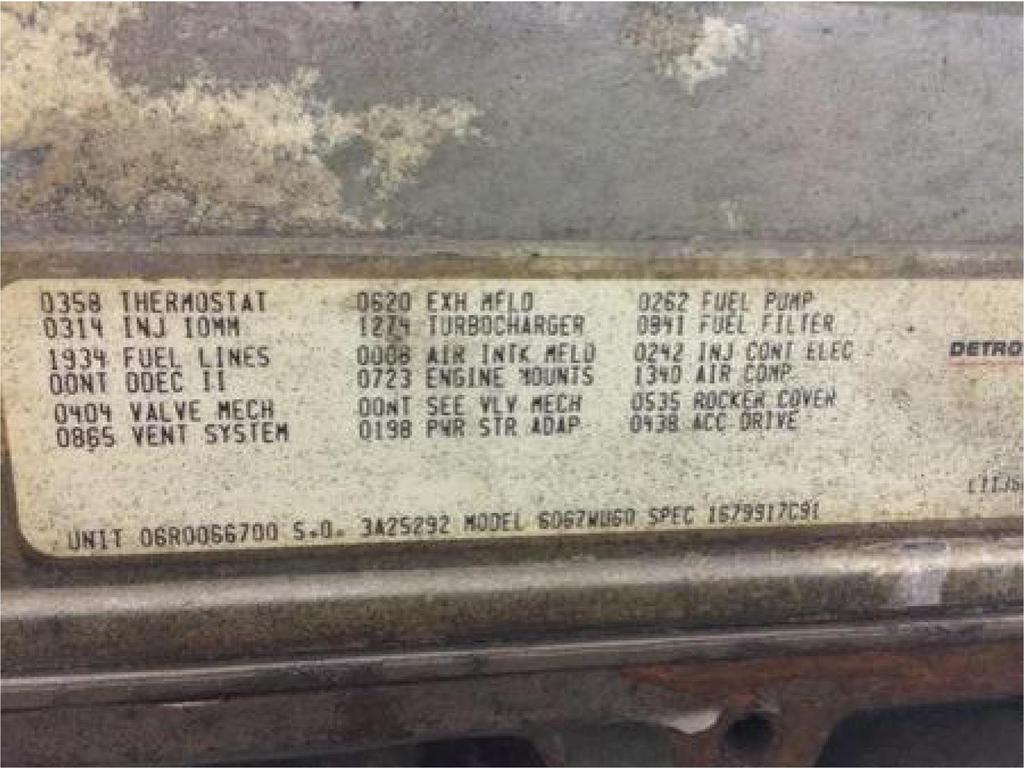 0358 THERMOSTAT 0620 EXH MFLD 0262 FUEL PUMP
0314 INJ IOMM 1274 TURBOCHARGER 0841 FUEL FILTER
1934 FUEL LINES 0008 AIR INTK MFLD 0242 INJ CONT ELEC
00NT DDEC II 0723 ENGINE MOUNTS 1340 AIR COMP
0404 VALVE MECH 00NT SEE VLV MECH 0535 ROCKER COVER
0865 VENT SYSTEM 0198 PWR STR ADAP 0438 ACC DRIVE
DETRO
UNIT 06R0066700 S.O. 3A25292 MODEL 6067WU60 SPEC 1679917C91